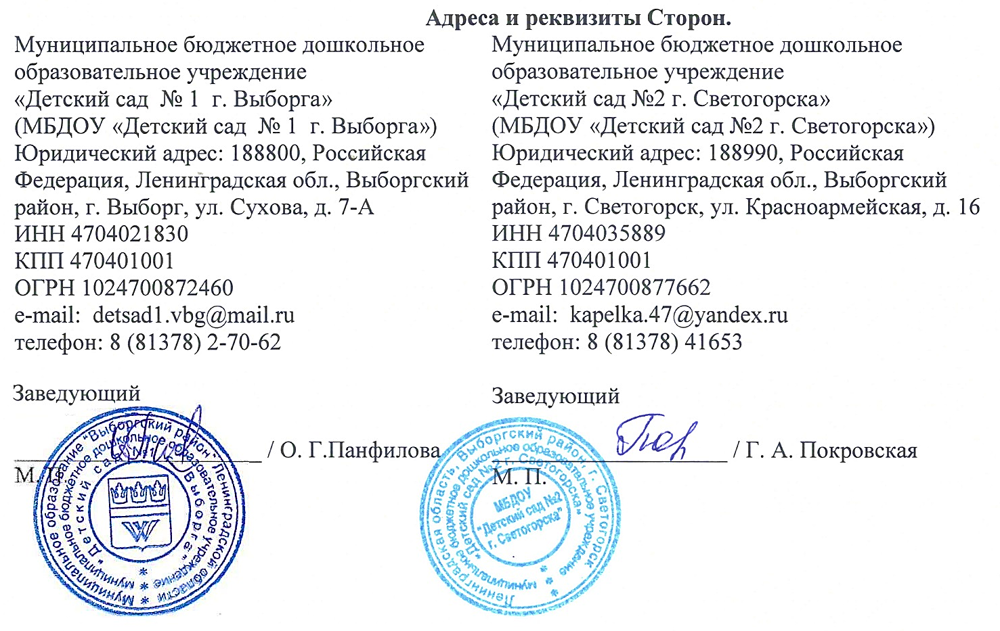 Адреса и реквизиты Сторон.
Муниципальное бюджетное дошкольное
образовательное учреждение
«Детский сад № 1 г. Выборга»
(МБДОУ «Детский сад № 1 г. Выборга»)
Юридический адрес: 188800, Российская
Федерация, Ленинградская обл., Выборгский
район, г. Выборг, ул. Сухова, д. 7-А
ИНН 4704021830
КПП 470401001
ОГРН 1024700872460
e-mail: detsad1.vbg@mail.ru
телефон: 8 (81378) 2-70-62
Заведующий
/ О. Г.Панфилова
М. П.
Муниципальное образование "Выборгский район" Ленинградской области
муниципальное бюджетное дошкольное образовательное учреждение
"Детский сад №1 г. Выборга"
Муниципальное бюджетное дошкольное
образовательное учреждение
«Детский сад №2 г. Светогорска»
(МБДОУ «Детский сад №2 г. Светогорска»)
Юридический адрес: 188990, Российская
Федерация, Ленинградская обл., Выборгский
район, г. Светогорск, ул. Красноармейская, д. 16
ИНН 4704035889
КПП 470401001
ОГРН 1024700877662
e-mail: kapelka.47@yandex.ru
телефон: 8 (81378) 41653
Заведующий
/ Г. А. Покровская
М. П.
Ленинградская область, Выборгский район, г. Светогорск
муниципальное бюджетное дошкольное образовательное учреждение
"Детский сад №2 г. Светогорска"
МБДОУ
"Детский сад №2
г. Светогорска"